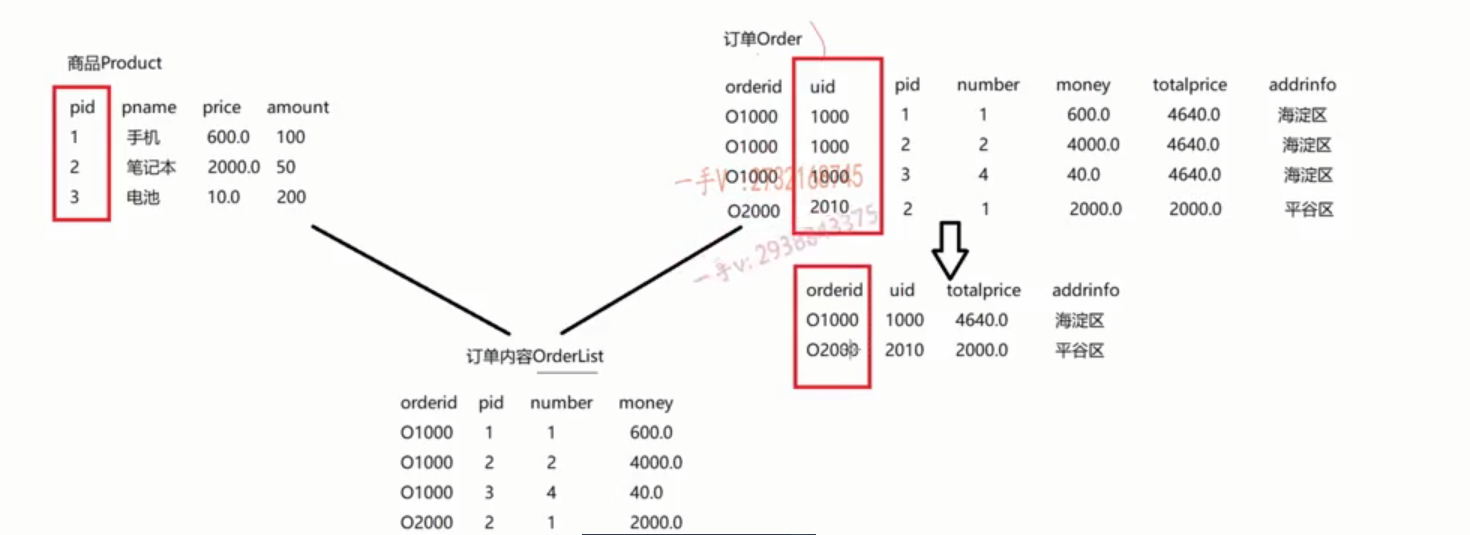 商品Product
pid pname price amount
1 手机 600.0 100
2 笔记本 2000.0 50
3 电池 10.0 200
订单Order
orderid uid pid number money totalprice addrinfo
O1000 1000 1 1 600.0 4640.0 海淀区
O1000 1000 2 2 4000.0 4640.0 海淀区
O1000 1000 3 4 40.0 4640.0 海淀区
一手V :2732168745
O2000 2010 2 1 2000.0 2000.0 平谷区
一手v: 2938843375
orderid uid totalprice addrinfo
O1000 1000 4640.0 海淀区
O2000 2010 2000.0 平谷区
订单内容OrderList
orderid pid number money
O1000 1 1 600.0
O1000 2 2 4000.0
O1000 3 4 40.0
O2000 2 1 2000.0